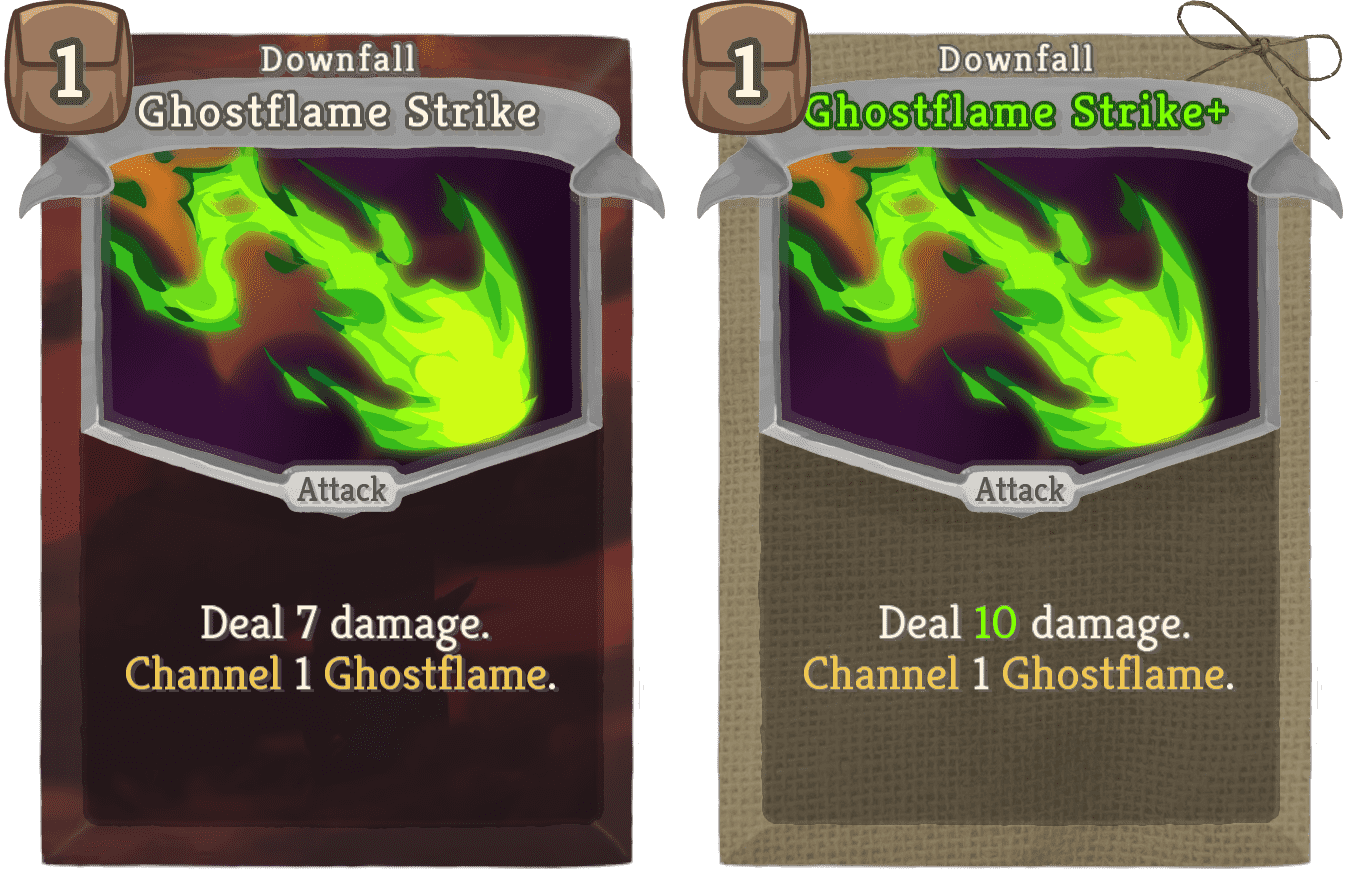 1
Downfall
Ghostflame Strike
Attack
Deal 7 damage.
Channel 1 Ghostflame.
1
Downfall
Ghostflame Strike+
Attack
Deal 10 damage.
Channel 1 Ghostflame.